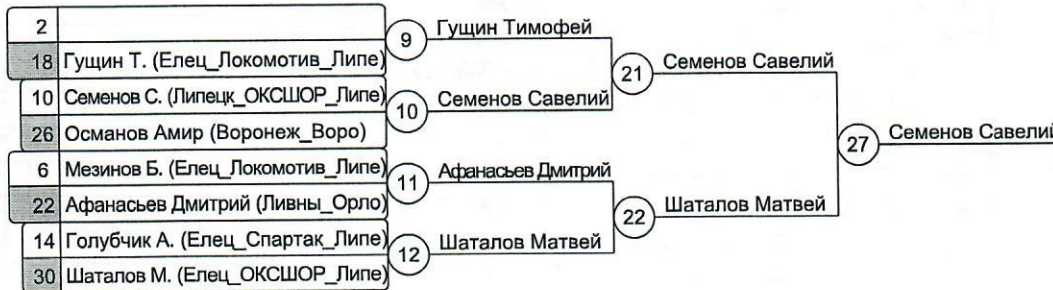 2
18 Гущин Т. (Елец_Локомотив_Липе)
10 Семенов С. (Липецк_ОКСШОР_Липе)
26 Османов Амир (Воронеж_Воро)
6 Мезинов Б. (Елец_Локомотив_Липе)
22 Афанасьев Дмитрий (Ливны_Орло)
14 Голубчик А. (Елец_Спартак_Липе)
30 Шаталов М. (Елец_ОКСШОР_Липе)
9 Гущин Тимофей
10 Семенов Савелий
11 Афанасьев Дмитрий
12 Шаталов Матвей
21 Семенов Савелий
22 Шаталов Матвей
27 Семенов Савелий